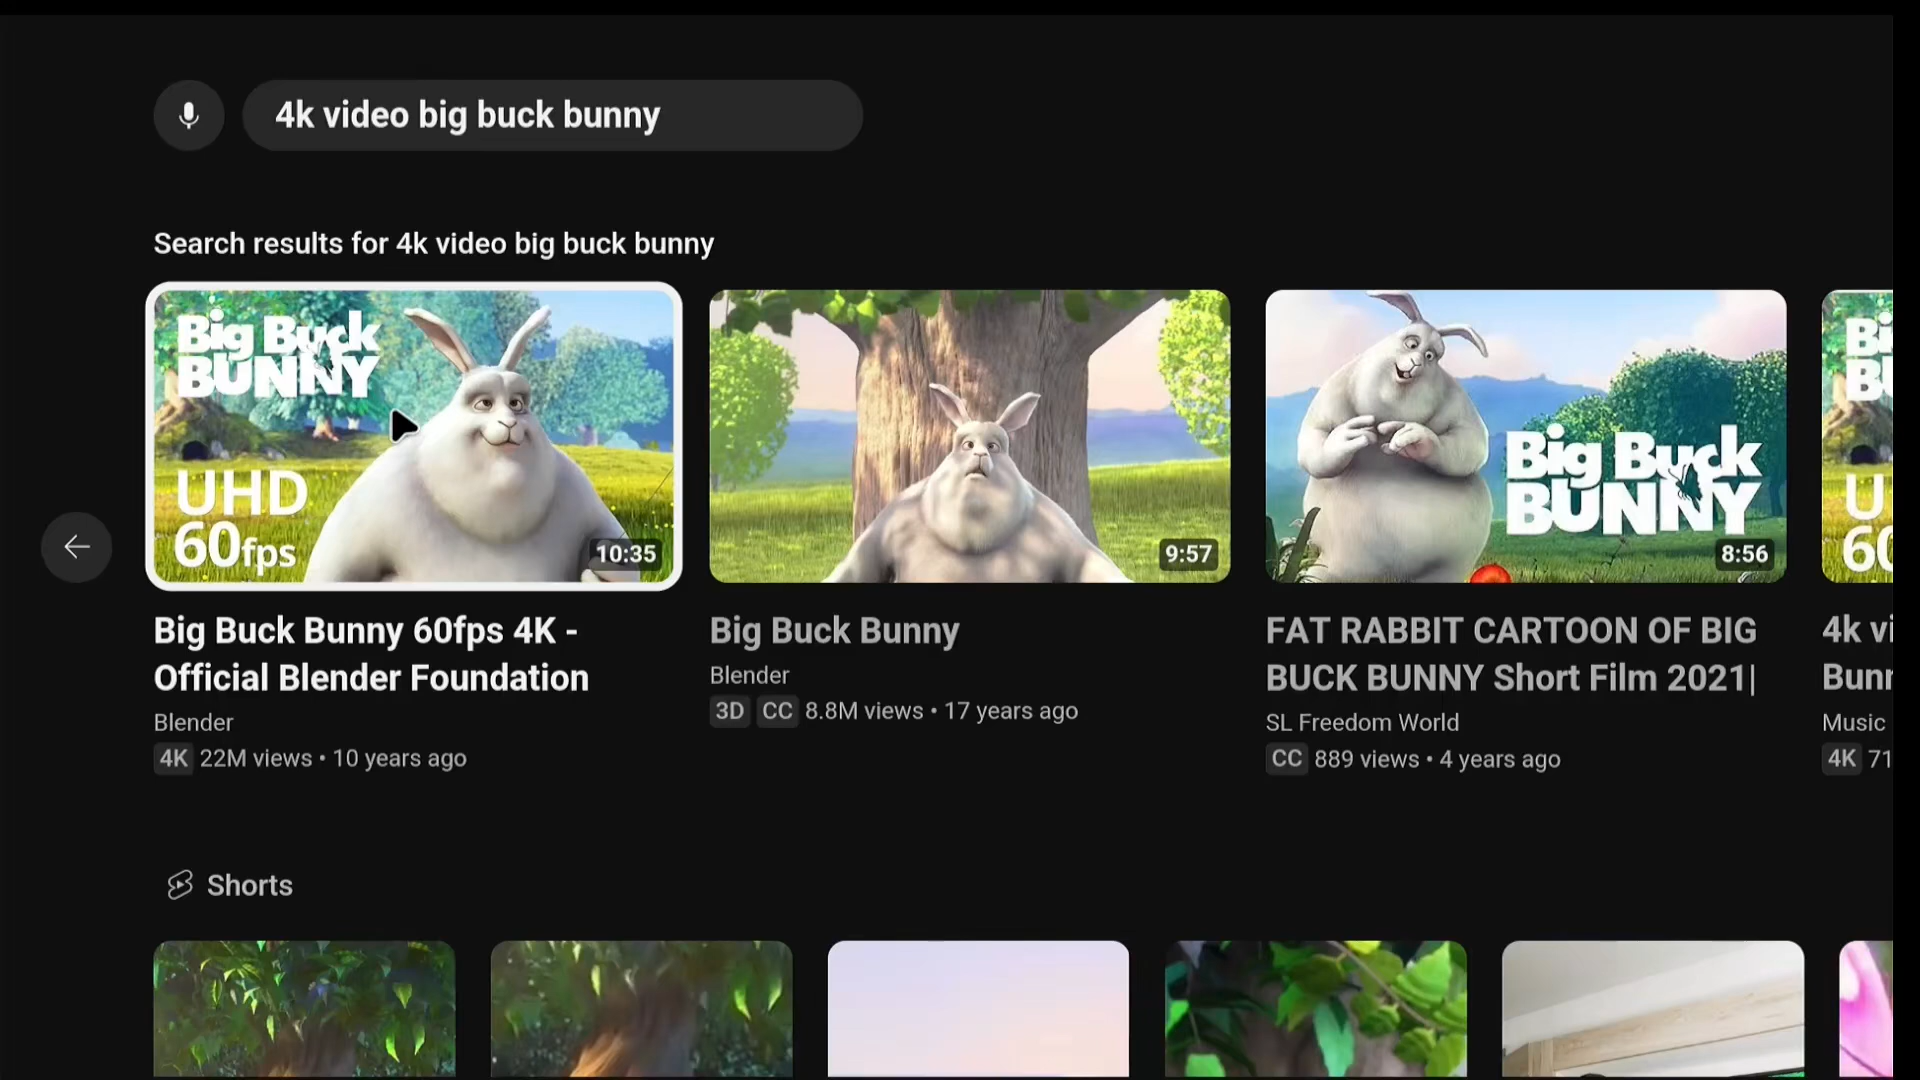 4k video big buck bunny
Search results for 4k video big buck bunny
Big Buck
BUNNY
UHD
60fps
10:35
9:57
Big Buck
BUNNY
8:56
Big Buck Bunny 60fps 4K -
Official Blender Foundation
Blender
4K 22M views • 10 years ago
Big Buck Bunny
Blender
3D CC 8.8M views • 17 years ago
FAT RABBIT CARTOON OF BIG
BUCK BUNNY Short Film 2021|
SL Freedom World
CC 889 views • 4 years ago
4k
Music
4K 71
Shorts